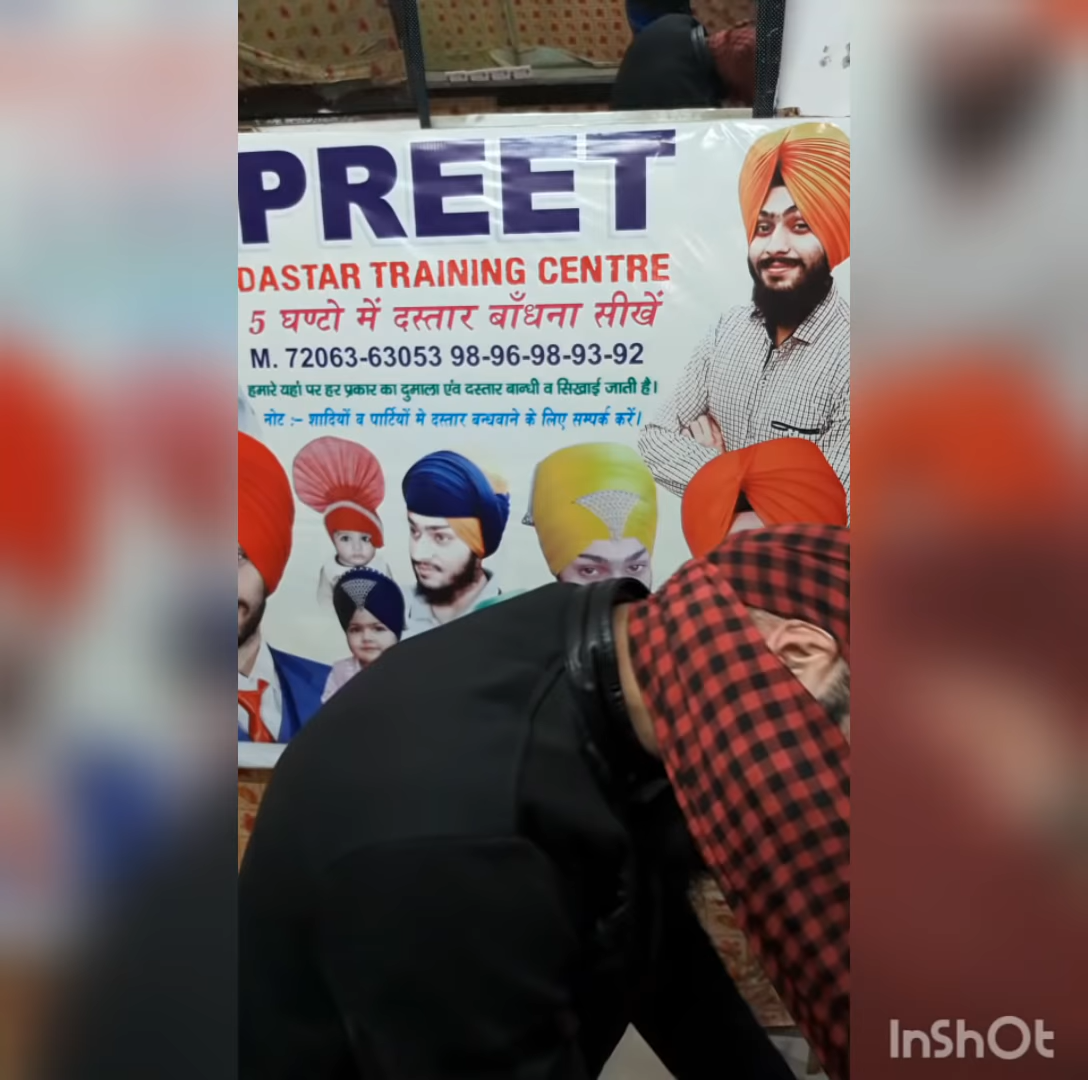 PREET
DASTAR TRAINING CENTRE
5 घण्टो में दस्तार बाँधना सीखें
M. 72063-63053 98-96-98-93-92
हमारे यहां पर हर प्रकार का दुमाला एंव दस्तार बान्धी व सिखाई जाती है।
नोट :- शादियों व पार्टियों मे दस्तार बन्धवाने के लिए सम्पर्क करें।
InShOt